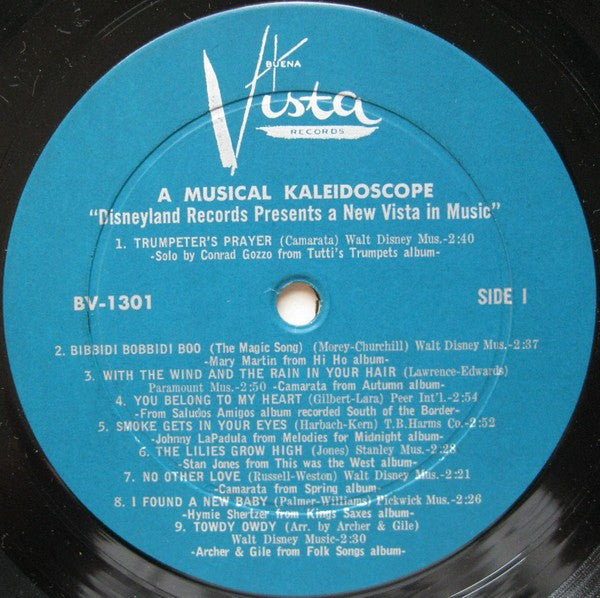 BUENA
Vista
RECORDS
A MUSICAL KALEIDOSCOPE
"Disneyland Records Presents a New Vista in Music"
1. TRUMPETER'S PRAYER (Camarata) Walt Disney Mus.-2:40
-Solo by Conrad Gozzo from Tutti's Trumpets album-
BV-1301
SIDE I
2. BIBBIDI BOBBIDI BOO (The Magic Song) (Morey-Churchill) Walt Disney Mus.-2:37
-Mary Martin from Hi Ho album-
3. WITH THE WIND AND THE RAIN IN YOUR HAIR (Lawrence-Edwards)
Paramount Mus.-2:50 -Camarata from Autumn album-
4. YOU BELONG TO MY HEART (Gilbert-Lara) Peer Int'l.-2:54
-From Saludos Amigos album recorded South of the Border-
5. SMOKE GETS IN YOUR EYES (Harbach-Kern) T.B.Harms Co.-2:52
-Johnny LaPadula from Melodies for Midnight album-
6. THE LILIES GROW HIGH (Jones) Stanley Mus.-2:28
-Stan Jones from This was the West album-
7. NO OTHER LOVE (Russell-Weston) Walt Disney Mus.-2:21
-Camarata from Spring album-
8. I FOUND A NEW BABY (Palmer-Williams) Pickwick Mus.-2:26
-Hymie Shertzer from Kings Saxes album-
9. TOWDY OWDY (Arr. by Archer & Gile)
Walt Disney Music-2:30
-Archer & Gile from Folk Songs album-